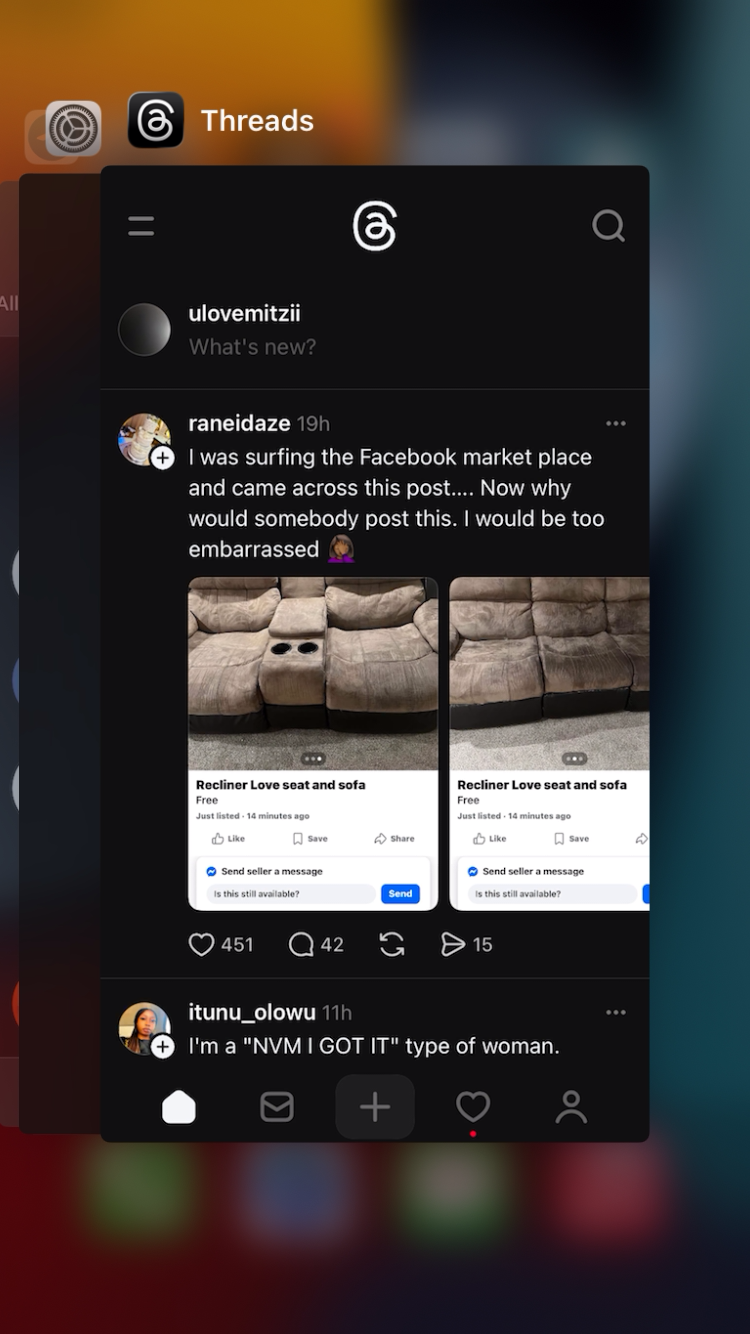 Threads
All
ulovemitzii
What's new?
raneidaze 19h
I was surfing the Facebook market place
and came across this post.... Now why
would somebody post this. I would be too
embarrassed 🤦🏾‍♀️
Recliner Love seat and sofa
Free
Just listed · 14 minutes ago
Like Save Share
Send seller a message
Is this still available? Send
Recliner Love seat and sofa
Free
Just listed · 14 minutes ago
Like Save
Send seller a message
Is this still available?
451 42 15
itunu_olowu 11h
I'm a "NVM I GOT IT" type of woman.